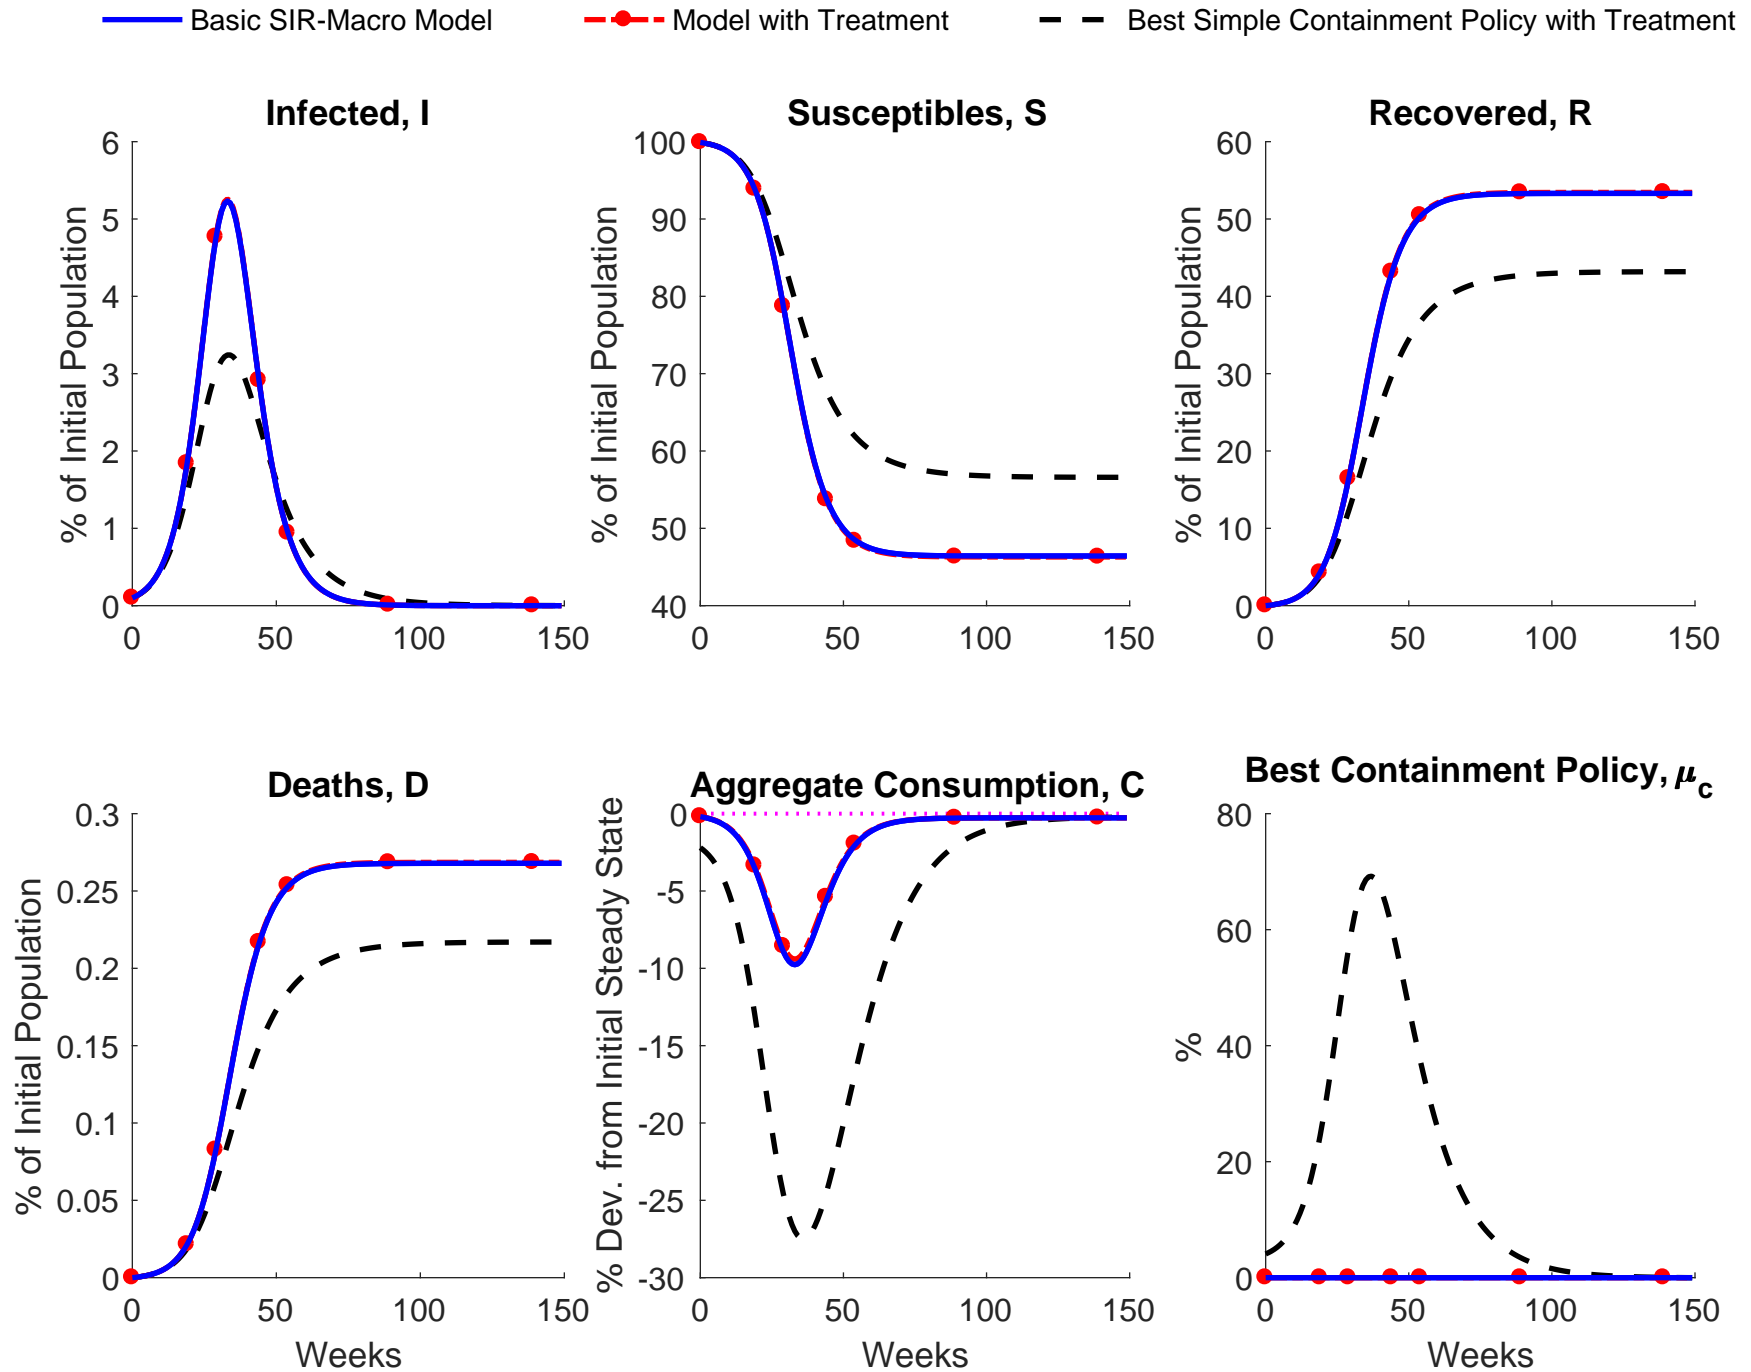 Basic SIR-Macro Model Model with Treatment Best Simple Containment Policy with Treatment
Infected, I
% of Initial Population
6
5
4
3
2
1
0
0 50 100 150
Susceptibles, S
% of Initial Population
100
90
80
70
60
50
40
0 50 100 150
Recovered, R
% of Initial Population
60
50
40
30
20
10
0
0 50 100 150
Deaths, D
% of Initial Population
0.3
0.25
0.2
0.15
0.1
0.05
0
0 50 100 150
Weeks
Aggregate Consumption, C
% Dev. from Initial Steady State
0
-5
-10
-15
-20
-25
-30
0 50 100 150
Weeks
Best Containment Policy, μc
%
80
60
40
20
0
0 50 100 150
Weeks